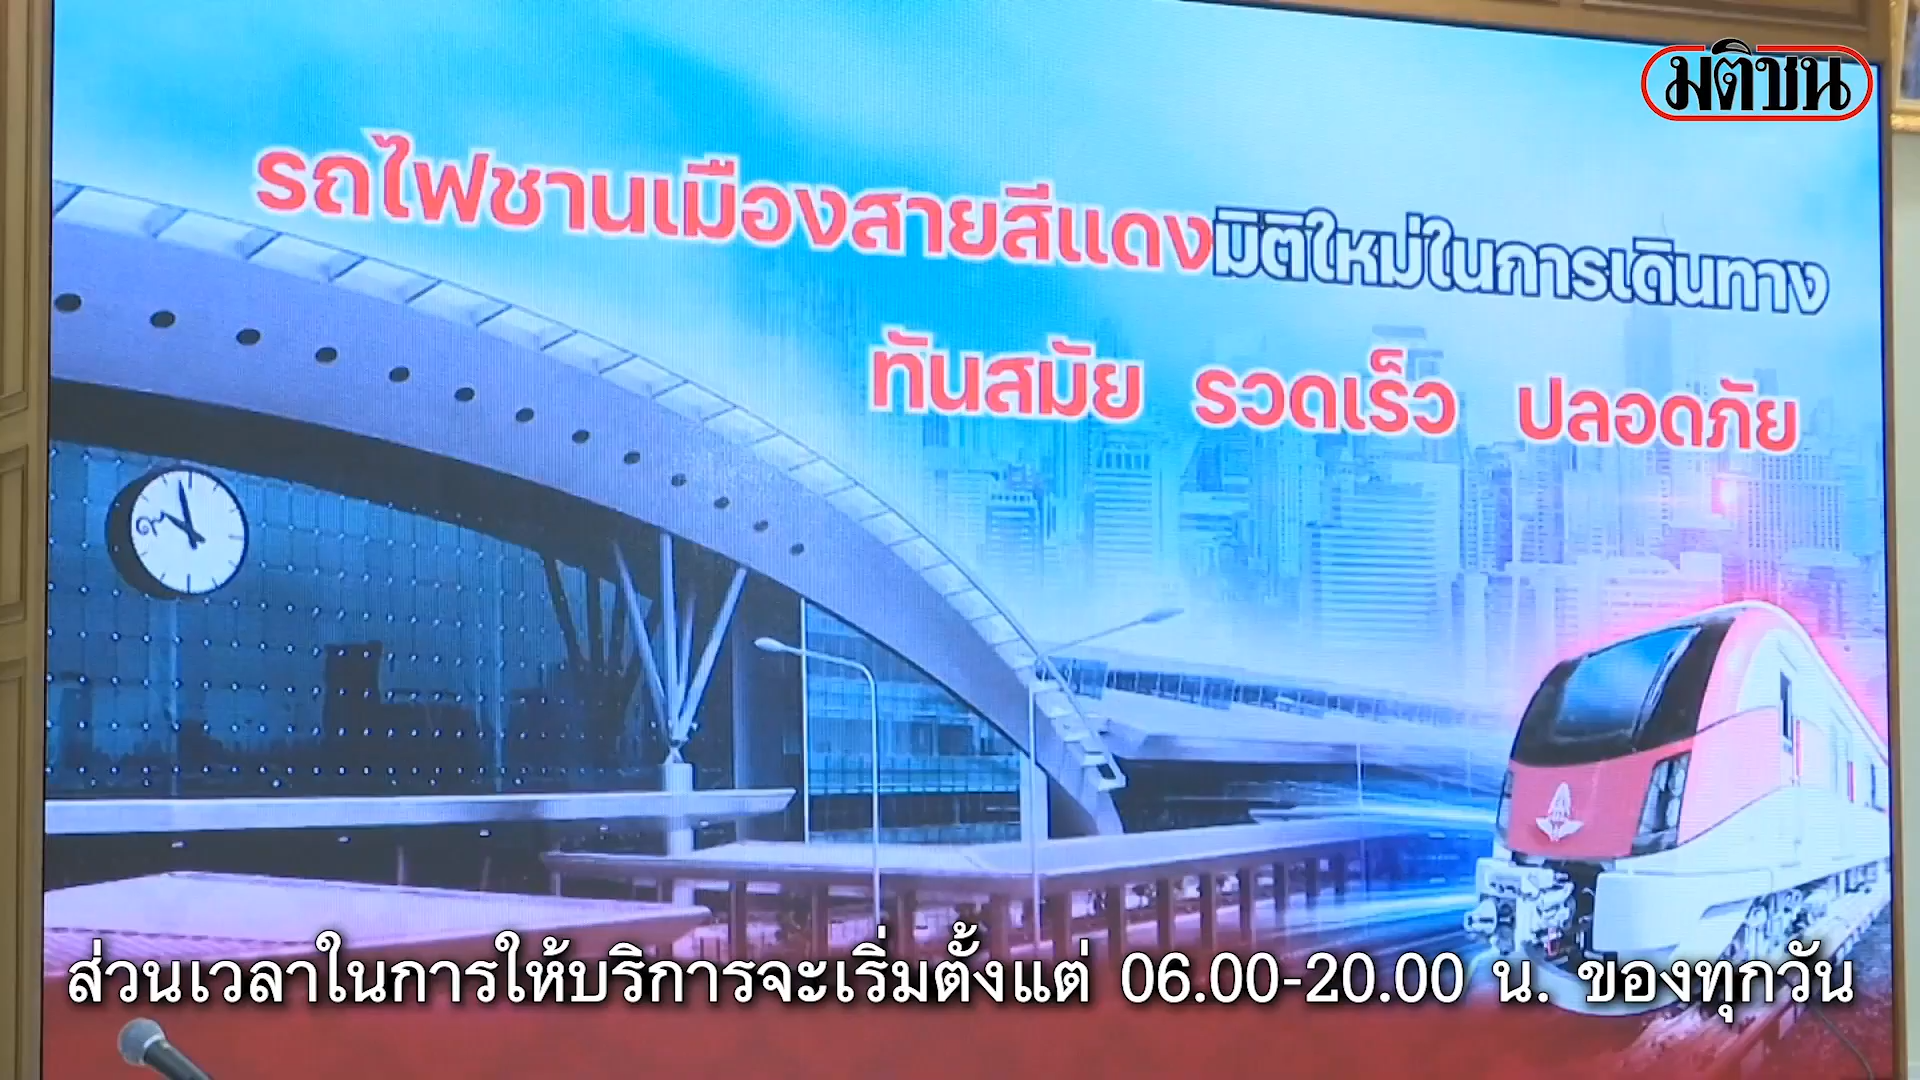 มติชน
รถไฟชานเมืองสายสีแดงมิติใหม่ในการเดินทาง
ทันสมัย รวดเร็ว ปลอดภัย
ส่วนเวลาในการให้บริการจะเริ่มตั้งแต่ 06.00-20.00 น. ของทุกวัน